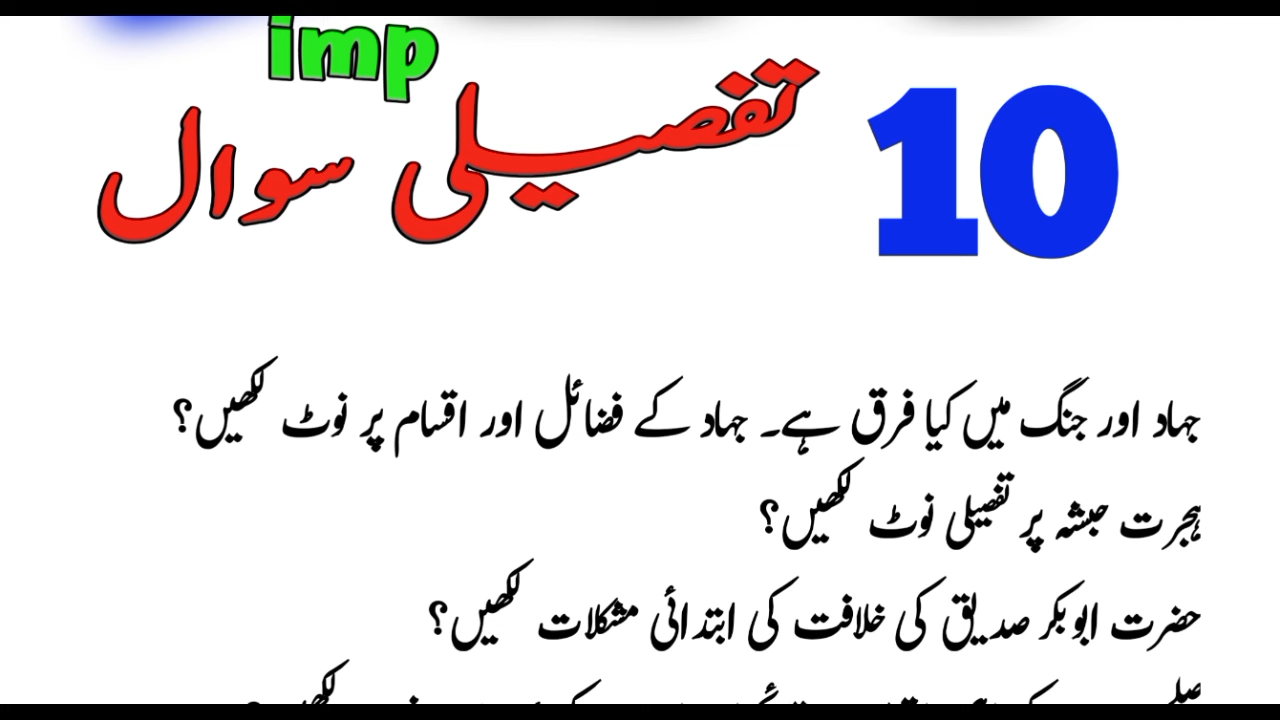 imp
10 تفصیلی سوال
جہاد اور جنگ میں کیا فرق ہے۔ جہاد کے فضائل اور اقسام پر نوٹ لکھیں؟
ہجرت حبشہ پر تفصیلی نوٹ لکھیں؟
حضرت ابوبکر صدیق کی خلافت کی ابتدائی مشکلات لکھیں؟